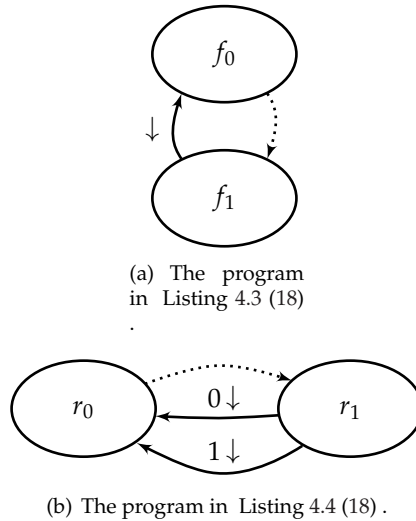 f₀
↓
f₁
(a) The program
in Listing 4.3 (18)
.
r₀
0↓
r₁
1↓
(b) The program in Listing 4.4 (18) .